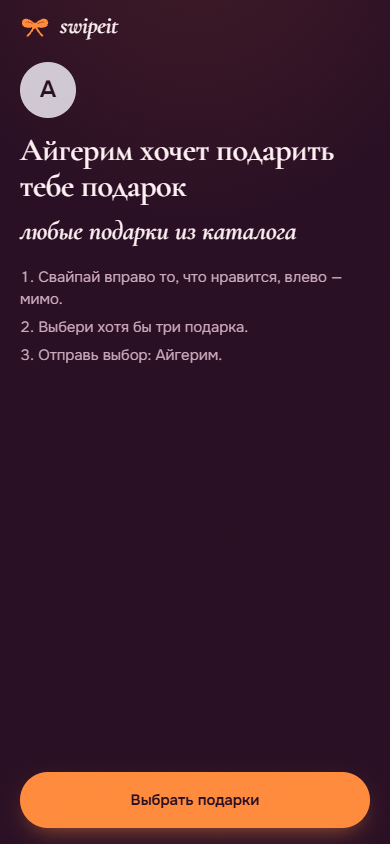 swipeit
A
Айгерим хочет подарить
тебе подарок
любые подарки из каталога
1. Свайпай вправо то, что нравится, влево —
мимо.
2. Выбери хотя бы три подарка.
3. Отправь выбор: Айгерим.
Выбрать подарки